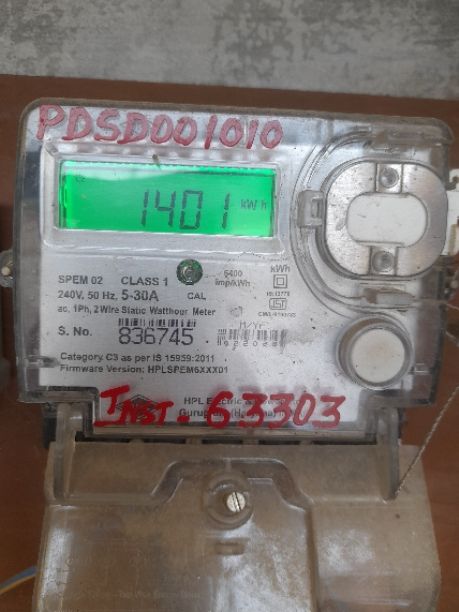 PDSD001010
1401 kWh
SPEM 02 CLASS 1
240V, 50 Hz, 5-30A CAL
6400 imp/kWh
kWh
ac, 1Ph, 2Wire Static Watthour Meter
S. No. 836745
M/YF
Category C3 as per IS 15959:2011
Firmware Version: HPLSPEM6XXX01
HPL Electric
INST - 63303